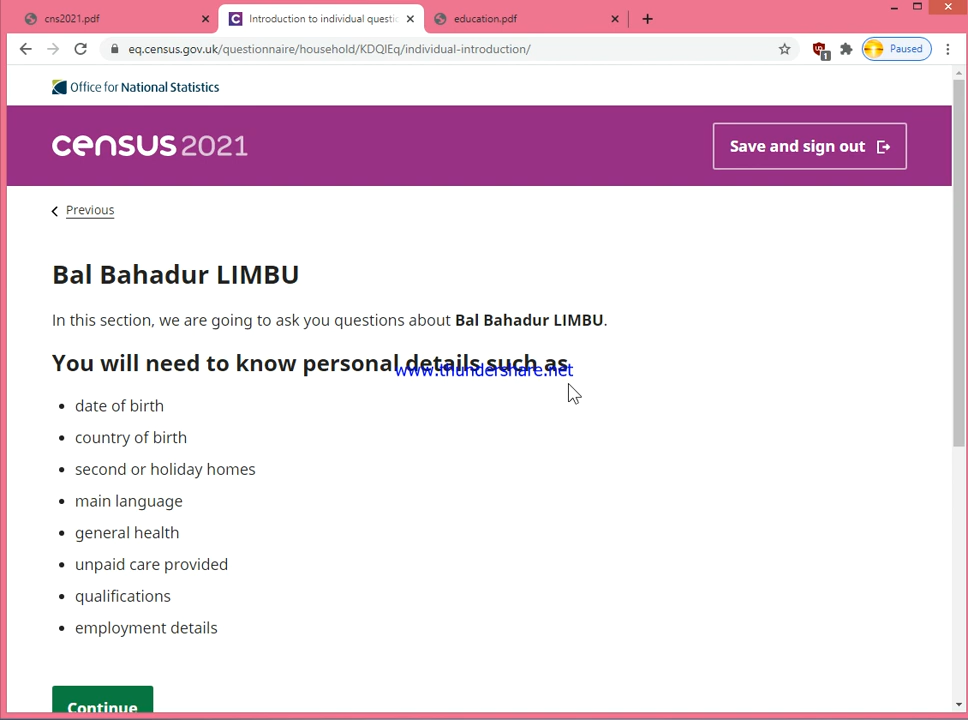 cns2021.pdf
Introduction to individual questi
education.pdf
eq.census.gov.uk/questionnaire/household/KDQIEq/individual-introduction/
1
Paused
Office for National Statistics
census 2021
Save and sign out
Previous
Bal Bahadur LIMBU
In this section, we are going to ask you questions about Bal Bahadur LIMBU.
You will need to know personal details such as
www.thundershare.net
date of birth
country of birth
second or holiday homes
main language
general health
unpaid care provided
qualifications
employment details
Continue